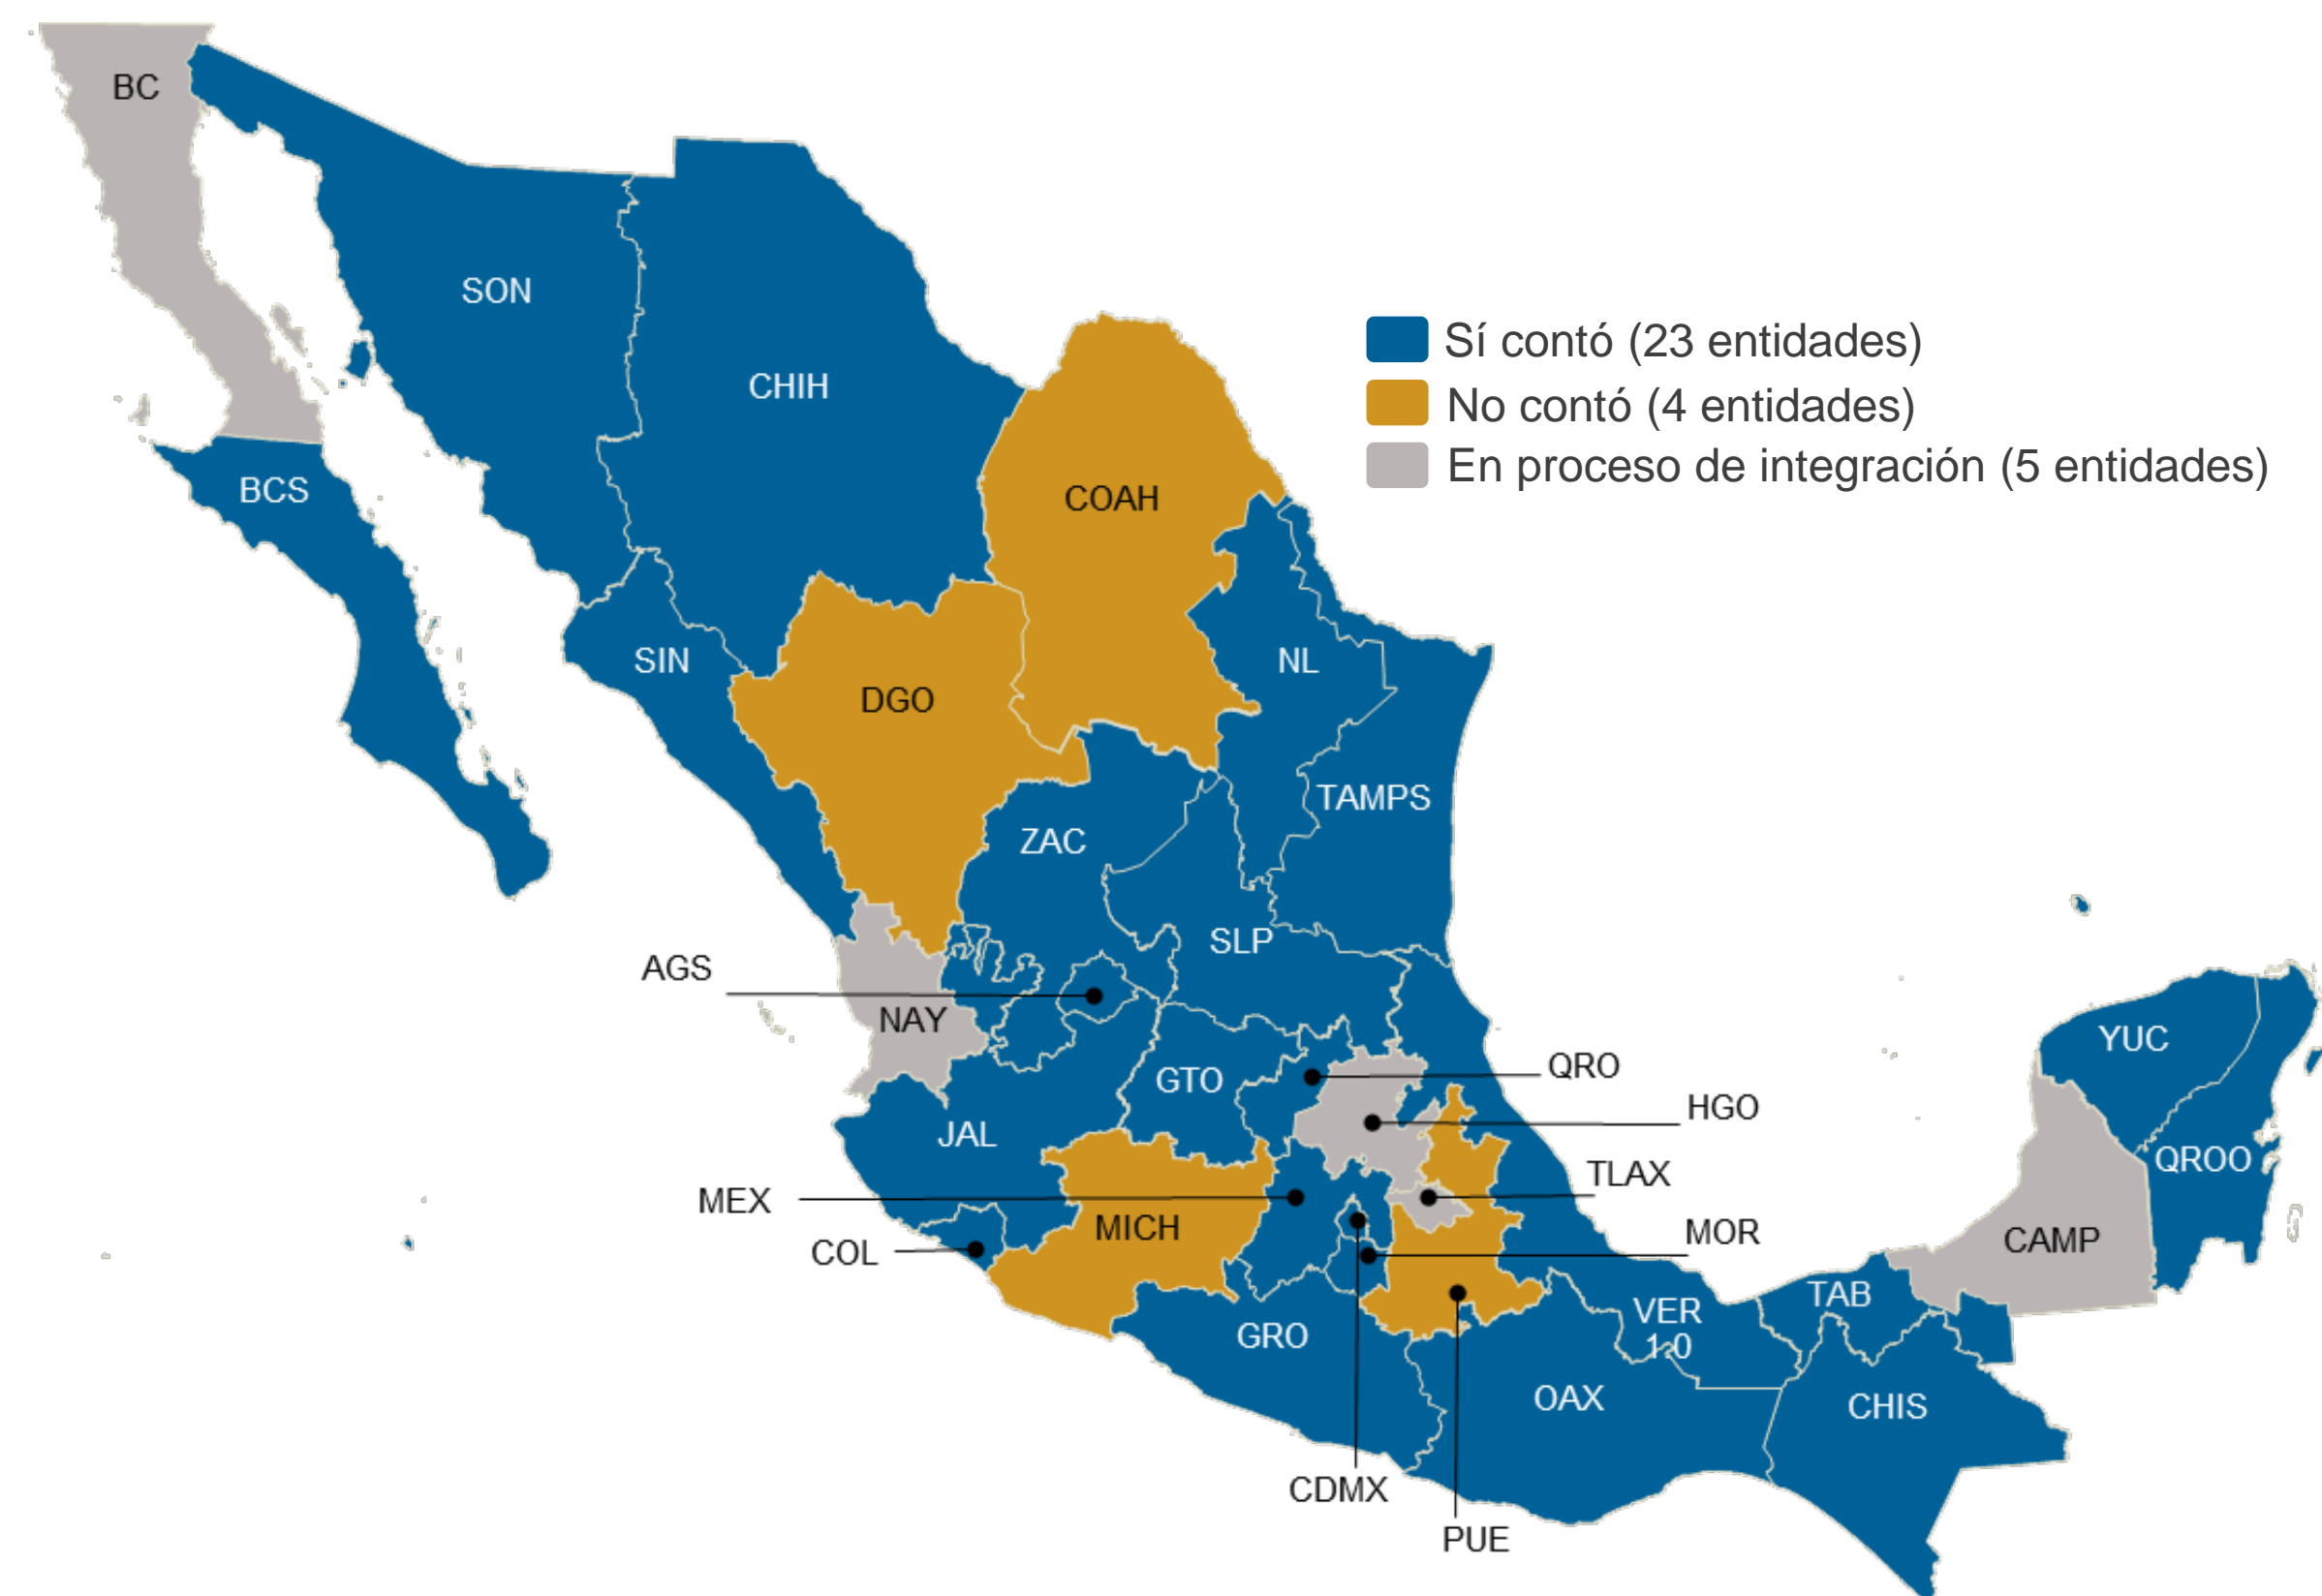 BC
SON
CHIH
Sí contó (23 entidades)
No contó (4 entidades)
En proceso de integración (5 entidades)
BCS
COAH
SIN
NL
DGO
TAMPS
ZAC
SLP
AGS
NAY
YUC
QRO
GTO
HGO
JAL
QROO
TLAX
MEX
MICH
MOR
CAMP
COL
TAB
VER
1.0
GRO
OAX
CHIS
CDMX
PUE